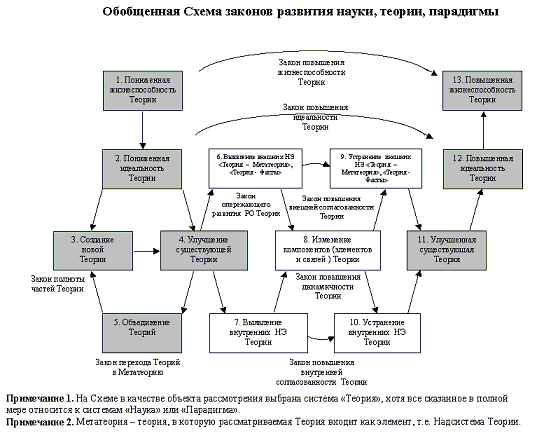 Обобщенная Схема законов развития науки, теории, парадигмы
Закон повышения
жизнеспособности
Теории
1. Пониженная
жизнеспособность
Теории
13. Повышенная
жизнеспособность
Теории
Закон повышения
идеальности
Теории
2. Пониженная
идеальность
Теории
6. Выявление внешних НЭ
«Теория – Метатеория»,
«Теория - Факты»
9. Устранение внешних
НЭ «Теория –
Метатеория», «Теория -
Факты»
12. Повышенная
идеальность
Теории
Закон
опережающего
развития РО Теории
Закон повышения
внешней согласованности
Теории
3. Создание
новой
Теории
4. Улучшение
существующей
Теории
8. Изменение
компонентов (элементов
и связей ) Теории
11. Улучшенная
существующая
Теория
Закон полноты
частей Теории
Закон повышения
динамичности
Теории
5. Объединение
Теорий
7. Выявление
внутренних НЭ
Теории
10. Устранение
внутренних НЭ
Теории
Закон перехода Теорий
в Метатеорию
Закон повышения
внутренней
согласованности Теории
Примечание 1. На Схеме в качестве объекта рассмотрения выбрана система «Теория», хотя все сказанное в полной
мере относится к системам «Наука» или «Парадигма».
Примечание 2. Метатеория – теория, в которую рассматриваемая Теория входит как элемент, т.е. Надсистема Теории.